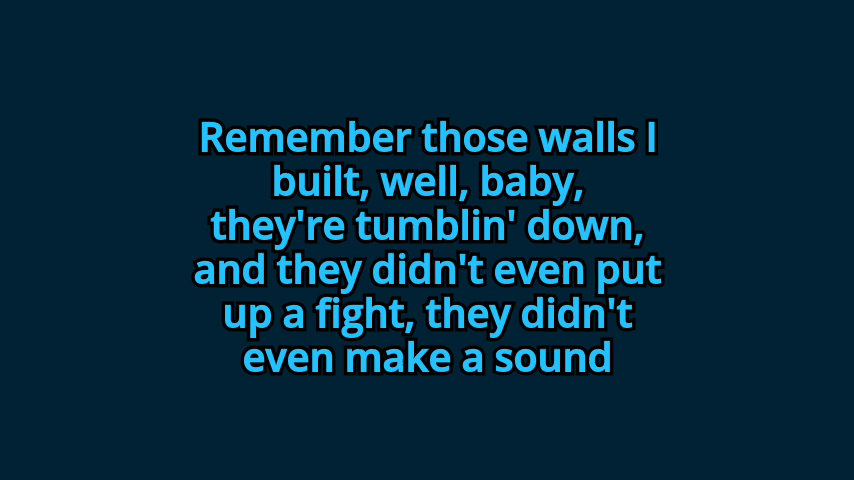 Remember those walls I
built, well, baby,
they're tumblin' down,
and they didn't even put
up a fight, they didn't
even make a sound